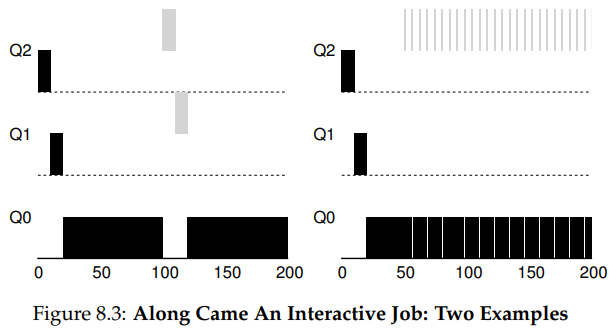 Q2 Q2
Q1 Q1
Q0 Q0
0 50 100 150 200 0 50 100 150 200
Figure 8.3: Along Came An Interactive Job: Two Examples